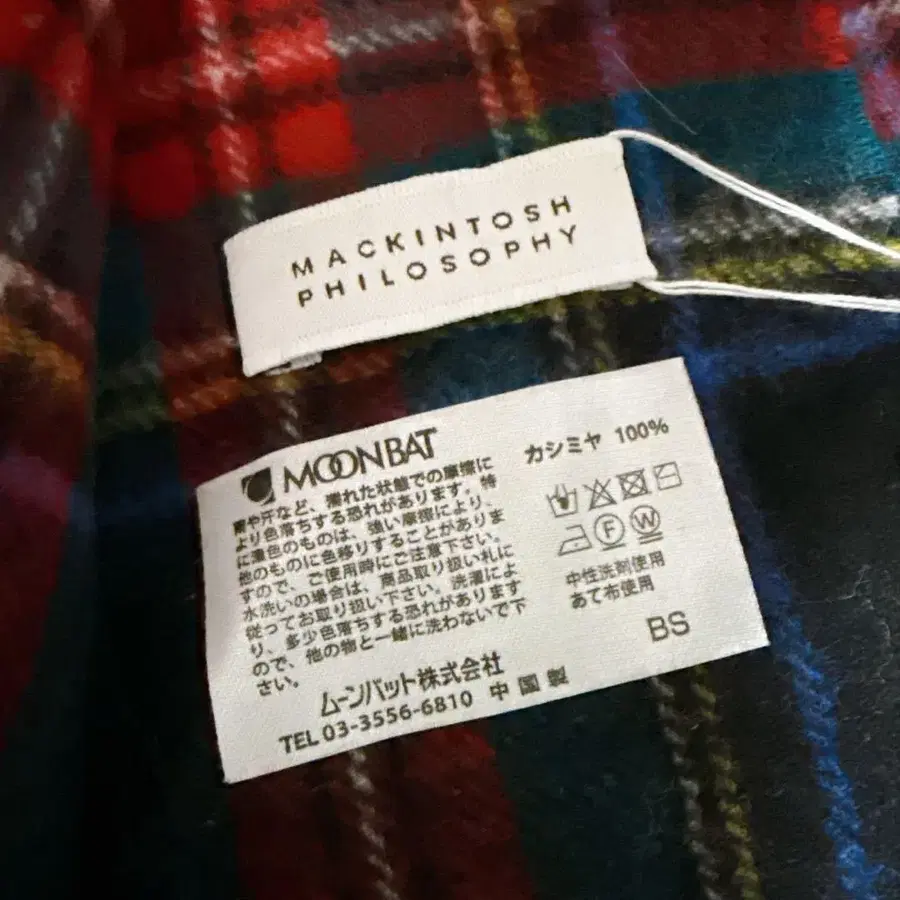 MACKINTOSH
PHILOSOPHY
MOONBAT
カシミヤ 100%
雨や汗など、濡れた状態での摩擦に
より色落ちする恐れがあります。特
に濃色のものは、強い摩擦により、
他のものに色移りすることがありま
すので、ご使用時にご注意下さい。
水洗いの場合は、商品取り扱い札に
従ってお取り扱い下さい。洗濯によ
り、多少色落ちする恐れがあります
ので、他の物と一緒に洗わないで下
さい。
ムーンバット株式会社
TEL 03-3556-6810 中国製
P W
中性洗剤使用
あて布使用
BS